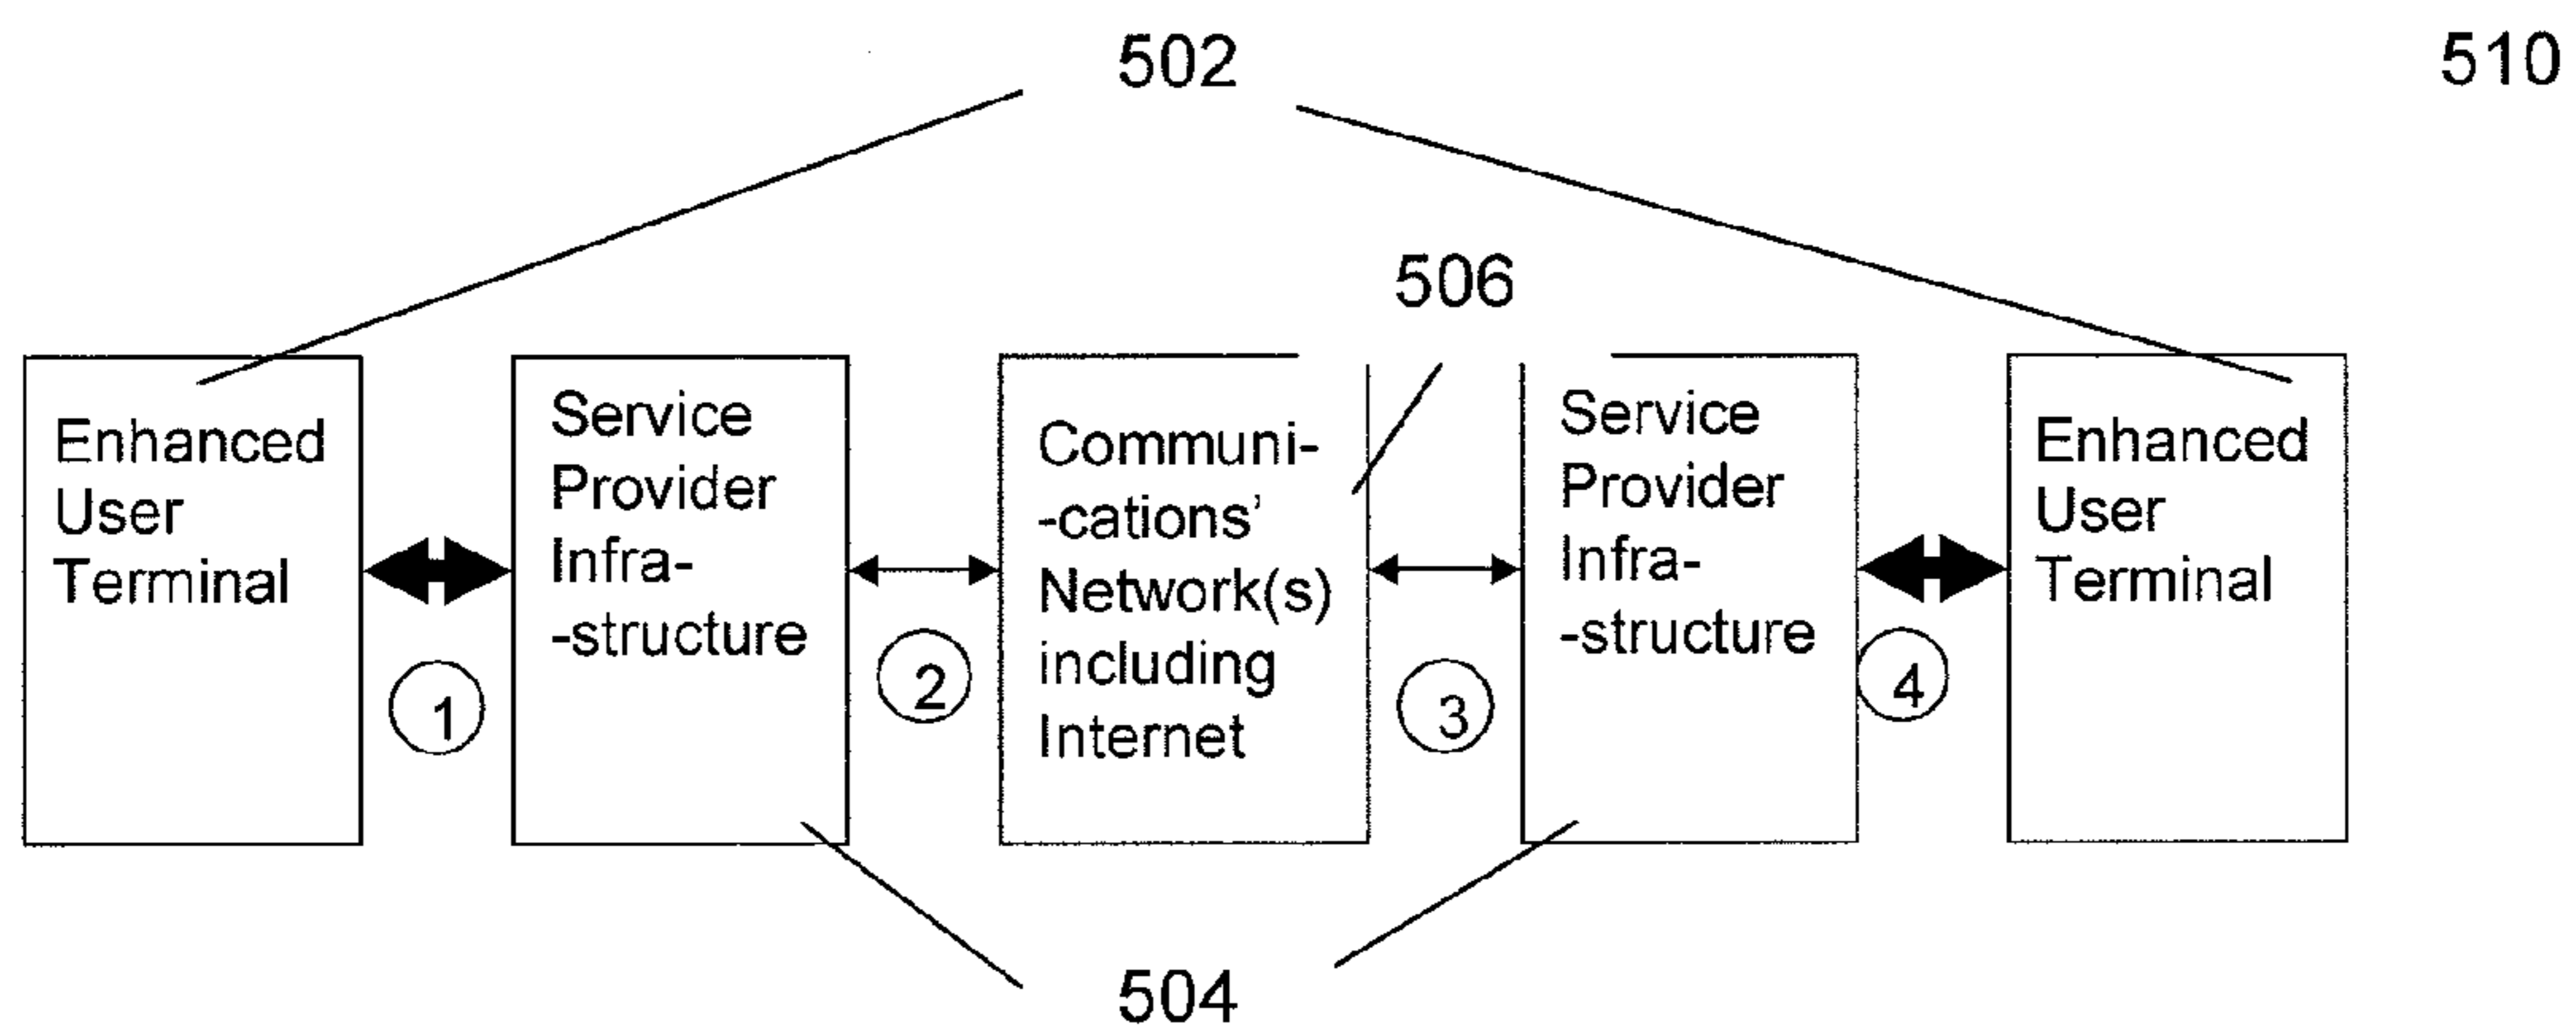 502
510
506
Enhanced
User
Terminal
Service
Provider
Infra-
-structure
Communi-
-cations'
Network(s)
including
Internet
Service
Provider
Infra-
-structure
Enhanced
User
Terminal
1
2
3
4
504